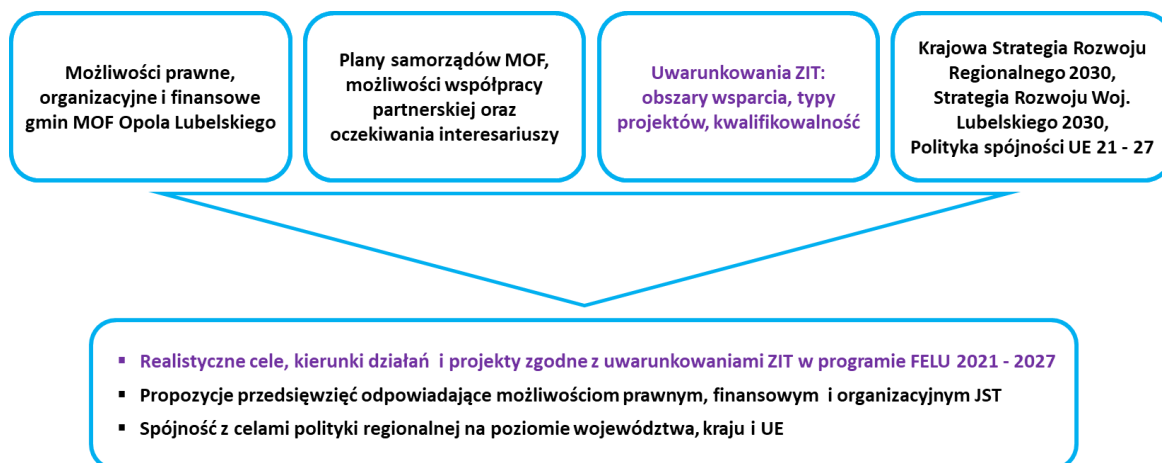 Możliwości prawne,
organizacyjne i finansowe
gmin MOF Opola Lubelskiego
Plany samorządów MOF,
możliwości współpracy
partnerskiej oraz
oczekiwania interesariuszy
Uwarunkowania ZIT:
obszary wsparcia, typy
projektów, kwalifikowalność
Krajowa Strategia Rozwoju
Regionalnego 2030,
Strategia Rozwoju Woj.
Lubelskiego 2030,
Polityka spójności UE 21 - 27
▪ Realistyczne cele, kierunki działań i projekty zgodne z uwarunkowaniami ZIT w programie FELU 2021 - 2027
▪ Propozycje przedsięwzięć odpowiadające możliwościom prawnym, finansowym i organizacyjnym JST
▪ Spójność z celami polityki regionalnej na poziomie województwa, kraju i UE